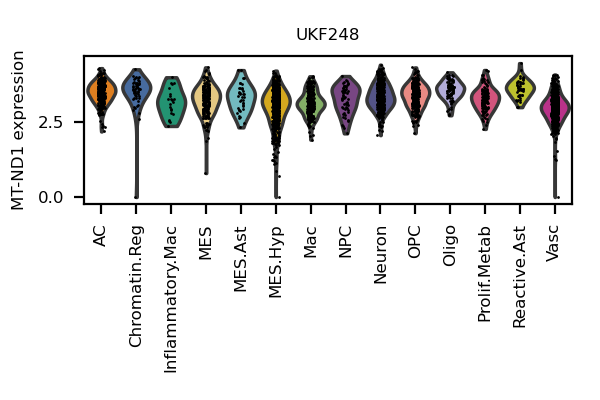 UKF248
MT-ND1 expression
2.5
0.0
AC
Chromatin.Reg
Inflammatory.Mac
MES
MES.Ast
MES.Hyp
Mac
NPC
Neuron
OPC
Oligo
Prolif.Metab
Reactive.Ast
Vasc